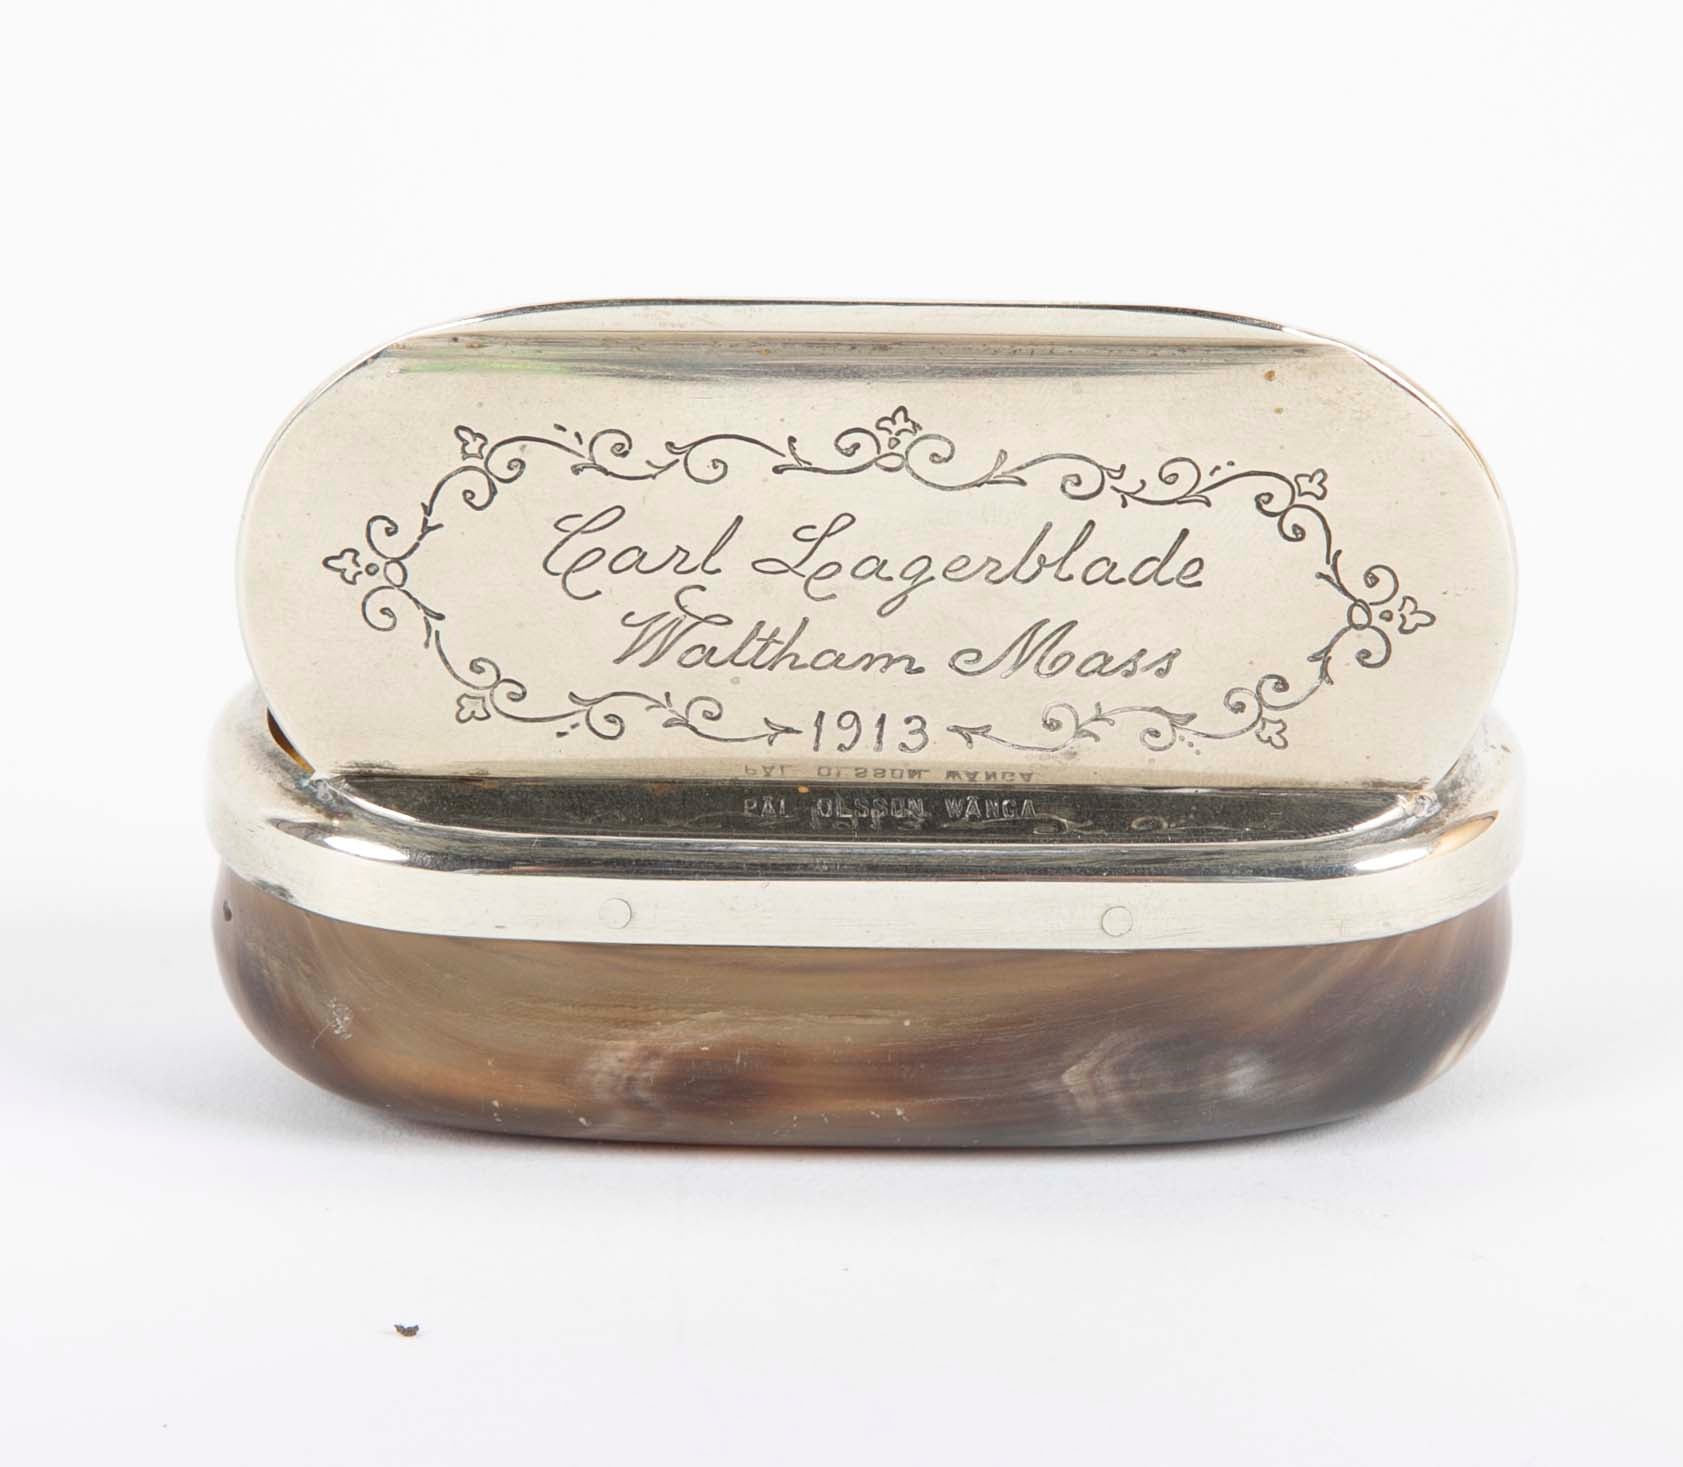 Carl Lagerblade
Waltham Mass
1913
PÅL OLSSON WÅNGA